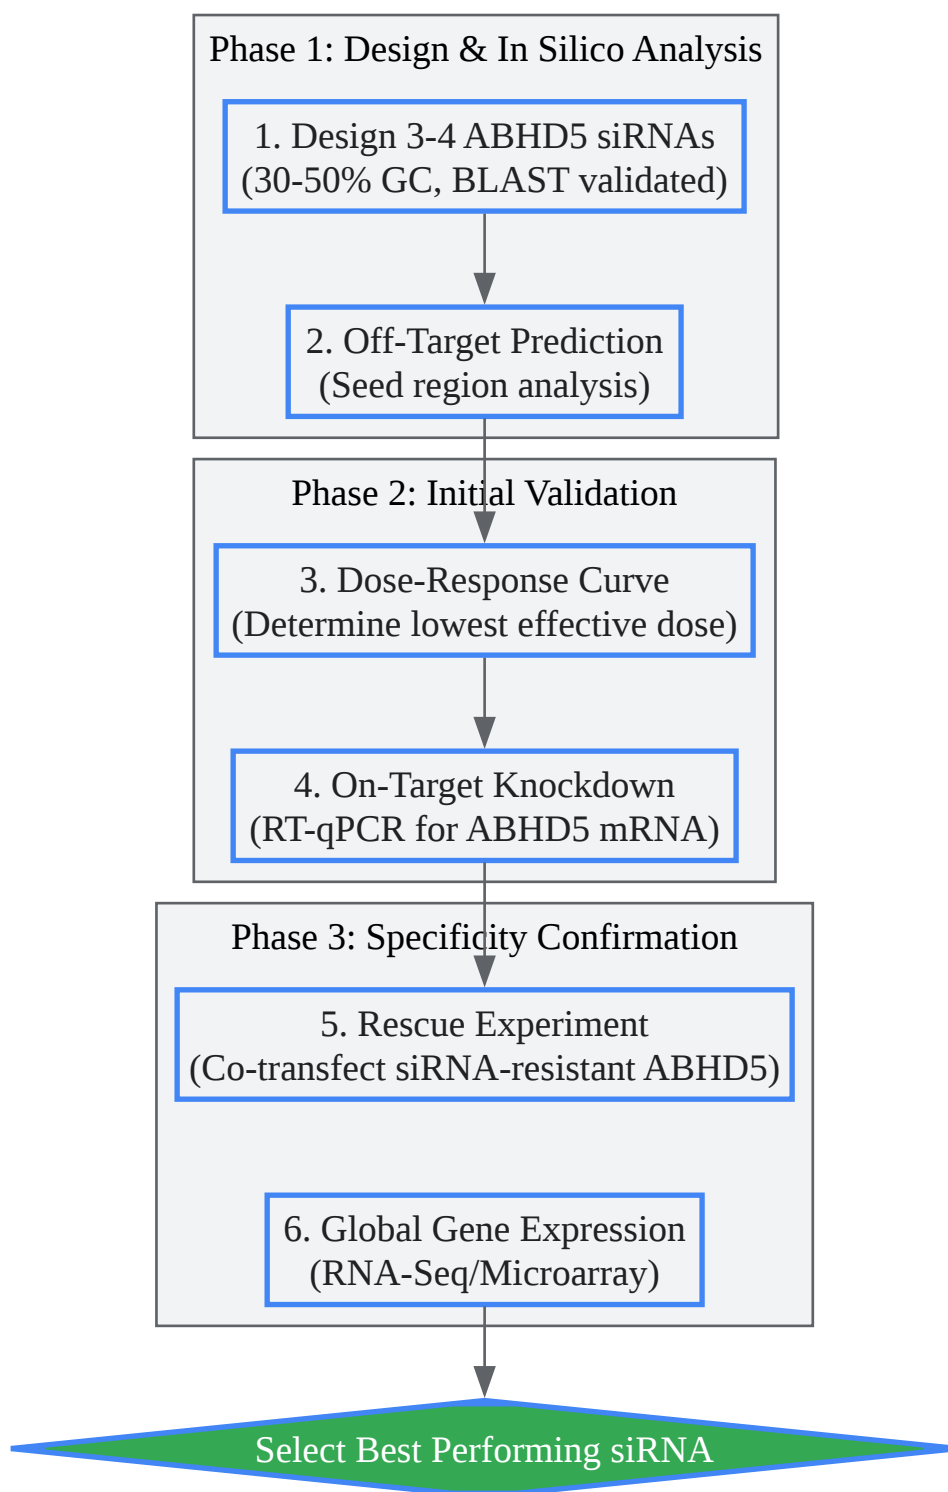 Phase 1: Design & In Silico Analysis
1. Design 3-4 ABHD5 siRNAs
(30-50% GC, BLAST validated)
2. Off-Target Prediction
(Seed region analysis)
Phase 2: Initial Validation
3. Dose-Response Curve
(Determine lowest effective dose)
4. On-Target Knockdown
(RT-qPCR for ABHD5 mRNA)
Phase 3: Specificity Confirmation
5. Rescue Experiment
(Co-transfect siRNA-resistant ABHD5)
6. Global Gene Expression
(RNA-Seq/Microarray)
Select Best Performing siRNA